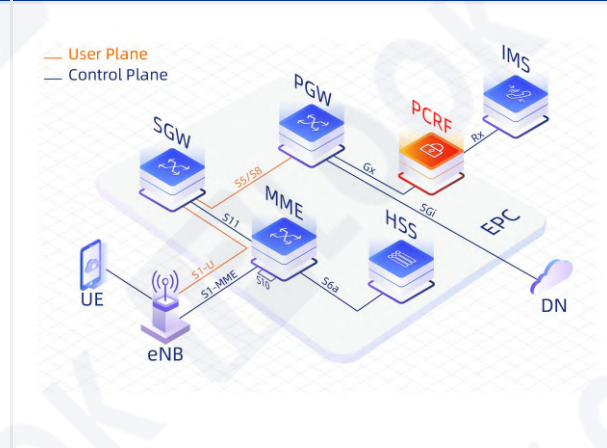 User Plane
Control Plane
IMS
PGW
PCRF
SGW
Rx
Gx
S5/S8
MME
SGi
HSS
EPC
S11
S1-U
S10
S6a
S1-MME
UE
eNB
DN